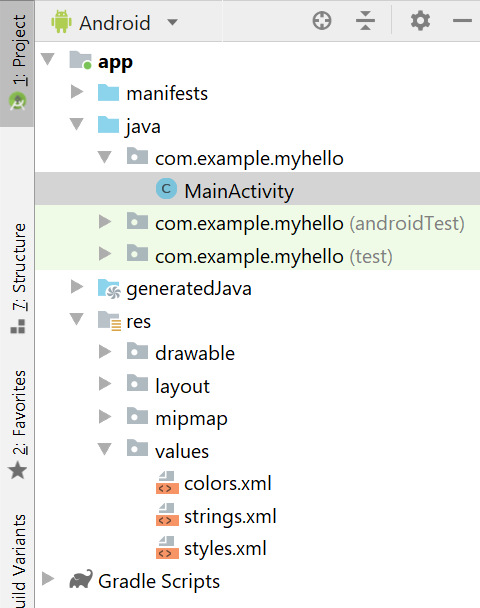 Android
1: Project
app
manifests
java
com.example.myhello
C MainActivity
com.example.myhello (androidTest)
com.example.myhello (test)
7: Structure
generatedJava
res
drawable
layout
mipmap
2: Favorites
values
colors.xml
strings.xml
styles.xml
uild Variants
Gradle Scripts